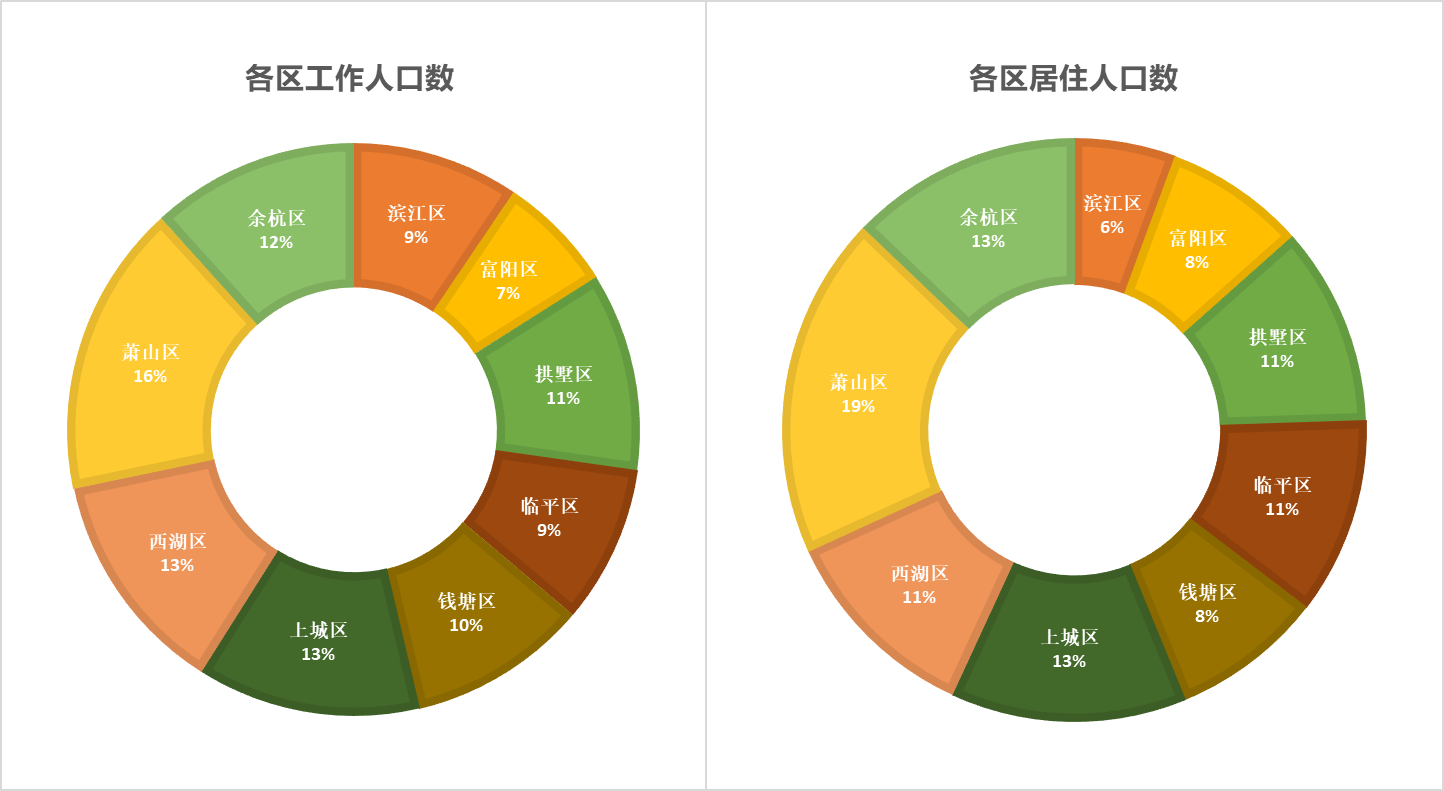 各区工作人口数
滨江区
9%
富阳区
7%
拱墅区
11%
临平区
9%
钱塘区
10%
上城区
13%
西湖区
13%
萧山区
16%
余杭区
12%
各区居住人口数
滨江区
6%
富阳区
8%
拱墅区
11%
临平区
11%
钱塘区
8%
上城区
13%
西湖区
11%
萧山区
19%
余杭区
13%